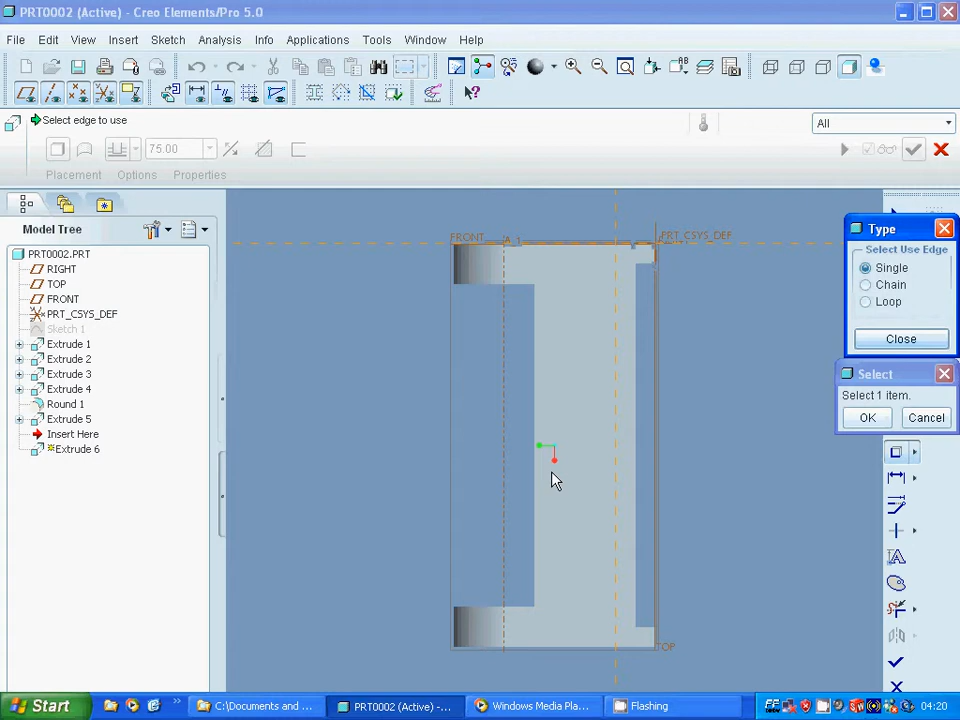 PRT0002 (Active) - Creo Elements/Pro 5.0
File Edit View Insert Sketch Analysis Info Applications Tools Window Help
Select edge to use
All
75.00
Placement Options Properties
Model Tree
PRT0002.PRT
RIGHT
TOP
FRONT
PRT_CSYS_DEF
Sketch 1
Extrude 1
Extrude 2
Extrude 3
Extrude 4
Round 1
Extrude 5
Insert Here
Extrude 6
FRONT
A_1
PRT_CSYS_DEF
TOP
Type
Select Use Edge
Single
Chain
Loop
Close
Select
Select 1 item.
OK Cancel
Start
C:\Documents and ...
PRT0002 (Active) -...
Windows Media Pla...
Flashing
04:20